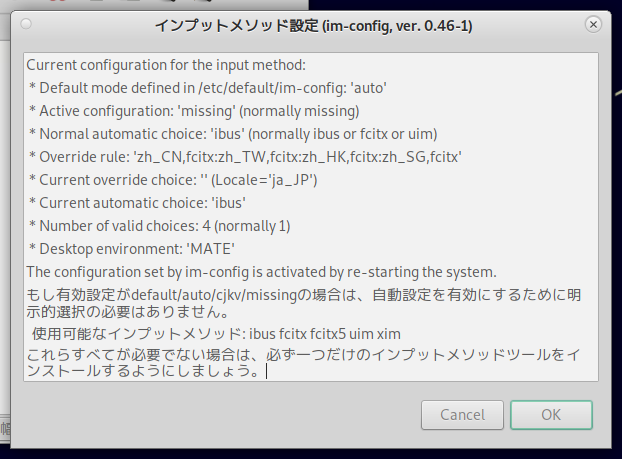 インプットメソッド設定 (im-config, ver. 0.46-1)
Current configuration for the input method:
* Default mode defined in /etc/default/im-config: 'auto'
* Active configuration: 'missing' (normally missing)
* Normal automatic choice: 'ibus' (normally ibus or fcitx or uim)
* Override rule: 'zh_CN,fcitx:zh_TW,fcitx:zh_HK,fcitx:zh_SG,fcitx'
* Current override choice: '' (Locale='ja_JP')
* Current automatic choice: 'ibus'
* Number of valid choices: 4 (normally 1)
* Desktop environment: 'MATE'
The configuration set by im-config is activated by re-starting the system.
もし有効設定がdefault/auto/cjkv/missingの場合は、自動設定を有効にするために明
示的選択の必要はありません。
使用可能なインプットメソッド: ibus fcitx fcitx5 uim xim
これらすべてが必要でない場合は、必ず一つだけのインプットメソッドツールをイ
ンストールするようにしましょう。
Cancel
OK